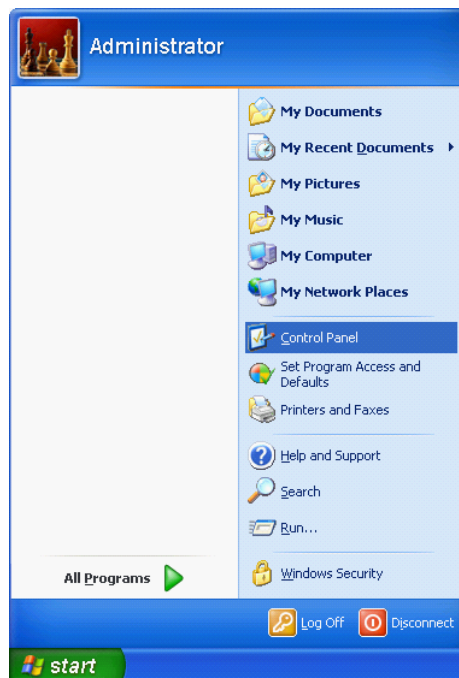 Administrator
My Documents
My Recent Documents
My Pictures
My Music
My Computer
My Network Places
Control Panel
Set Program Access and
Defaults
Printers and Faxes
Help and Support
Search
Run...
Windows Security
All Programs
Log Off
Disconnect
start